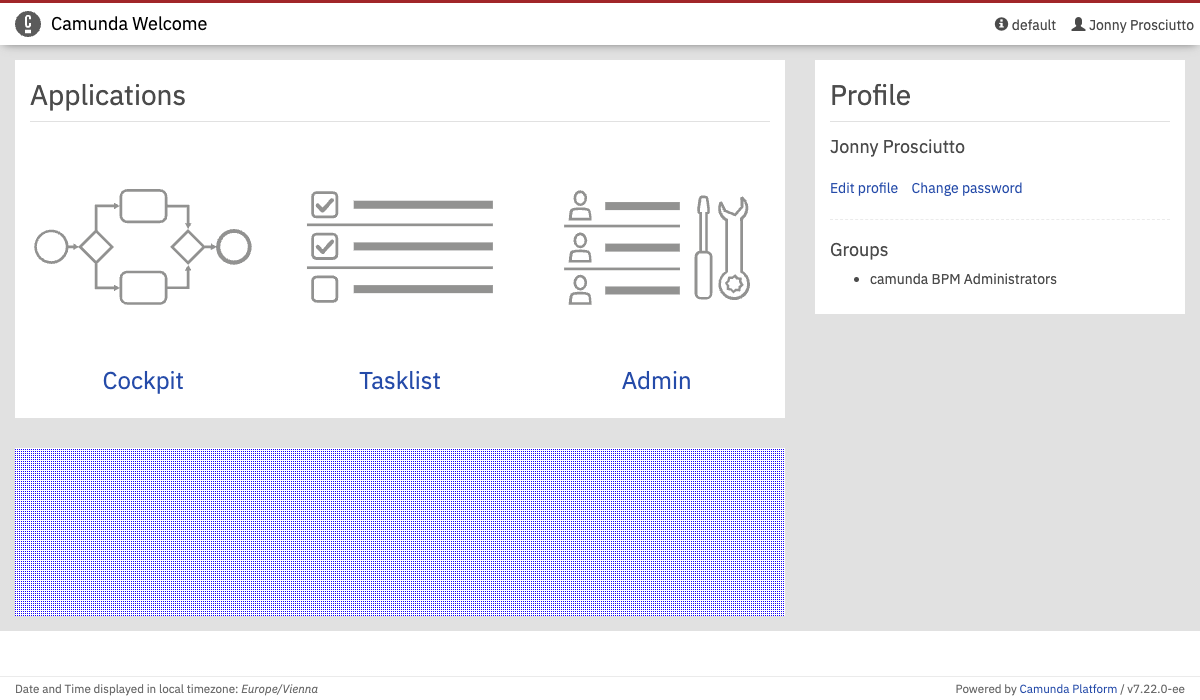 Camunda Welcome
default
Jonny Prosciutto
Applications
Cockpit
Tasklist
Admin
Profile
Jonny Prosciutto
Edit profile Change password
Groups
camunda BPM Administrators
Date and Time displayed in local timezone: Europe/Vienna
Powered by Camunda Platform / v7.22.0-ee